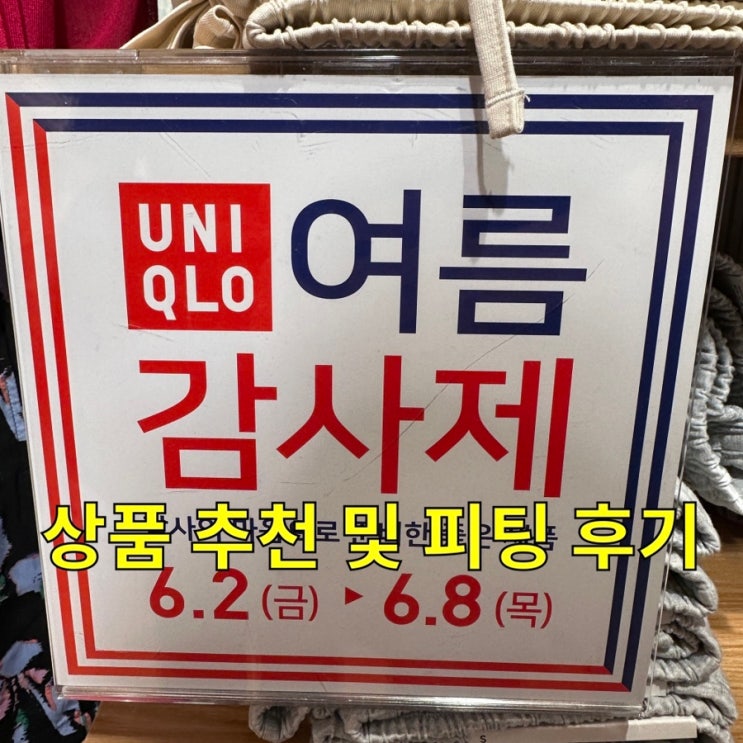 UNI
QLO
여름
감사제
상품 추천 및 피팅 후기
6.2 (금) ▶ 6.8 (목)
S